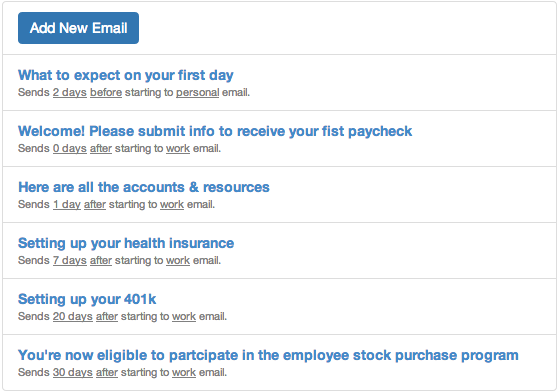 Add New Email
What to expect on your first day
Sends 2 days before starting to personal email.
Welcome! Please submit info to receive your fist paycheck
Sends 0 days after starting to work email.
Here are all the accounts & resources
Sends 1 day after starting to work email.
Setting up your health insurance
Sends 7 days after starting to work email.
Setting up your 401k
Sends 20 days after starting to work email.
You're now eligible to partcipate in the employee stock purchase program
Sends 30 days after starting to work email.